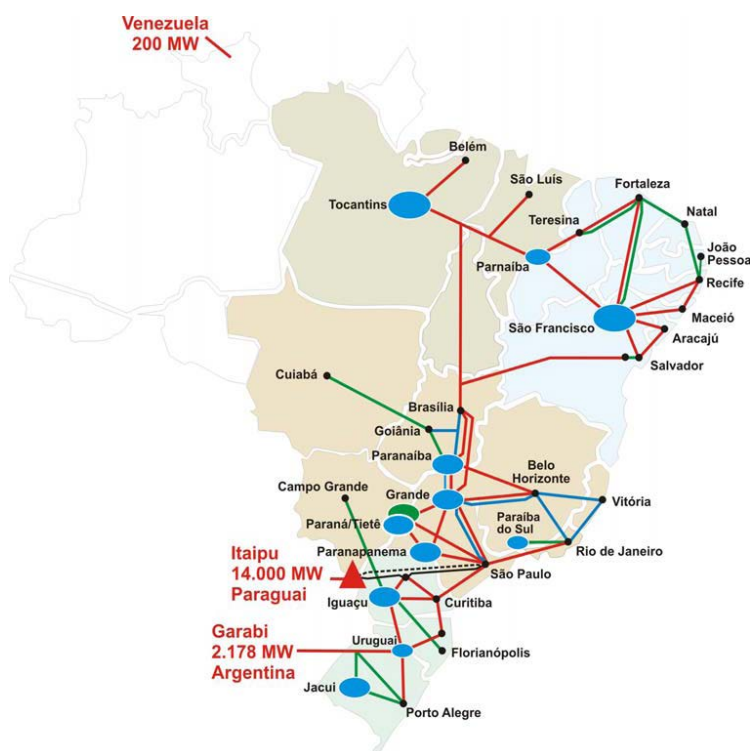 Venezuela
200 MW
Belém
São Luis
Fortaleza
Tocantins
Teresina
Natal
João
Pessoa
Parnaíba
Recife
São Francisco
Maceió
Aracajú
Salvador
Cuiabá
Brasília
Goiânia
Paranaíba
Belo
Horizonte
Campo Grande
Grande
Vitória
Paraná/Tietê
Paraíba
do Sul
Paranapanema
Rio de Janeiro
Itaipu
14.000 MW
Paraguai
São Paulo
Iguaçu
Curitiba
Garabi
2.178 MW
Argentina
Uruguai
Florianópolis
Jacui
Porto Alegre